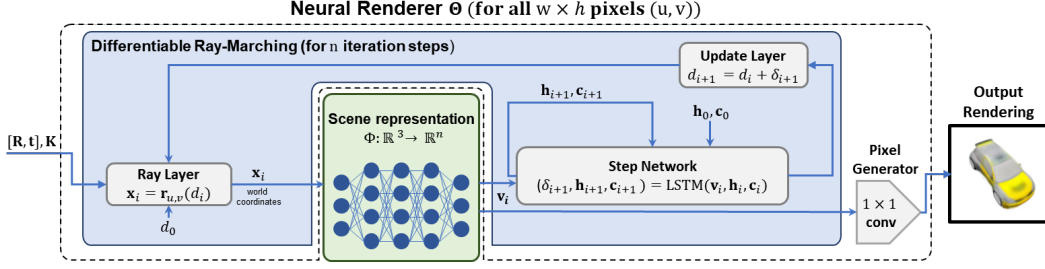 Neural Renderer Θ (for all w × h pixels (u, v))
Differentiable Ray-Marching (for n iteration steps)
Update Layer
d_{i+1} = d_i + δ_{i+1}
h_{i+1}, c_{i+1}
h_0, c_0
Output
Rendering
Scene representation
Φ: ℝ^3 → ℝ^n
[R, t], K
Ray Layer
x_i = r_{u,v}(d_i)
d_0
x_i
world
coordinates
v_i
Step Network
(δ_{i+1}, h_{i+1}, c_{i+1}) = LSTM(v_i, h_i, c_i)
Pixel
Generator
1 × 1
conv